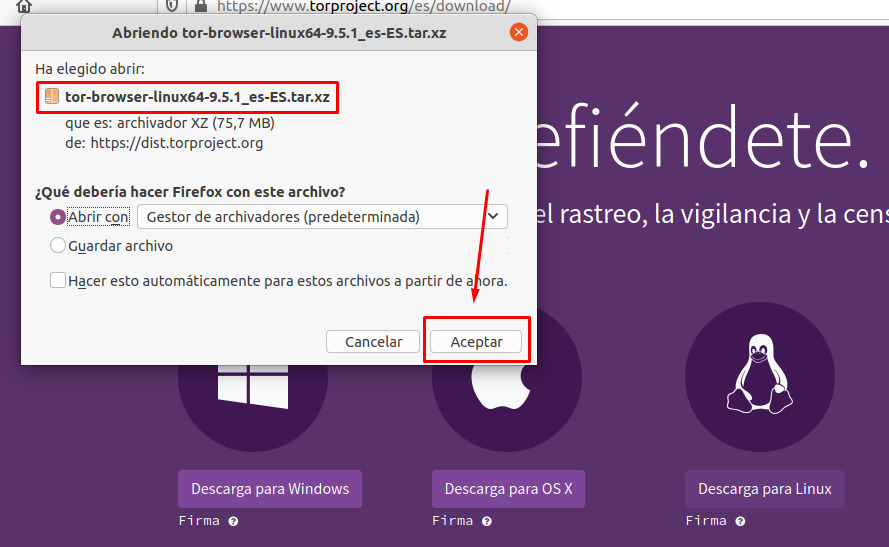 https://www.torproject.org/es/download/
Abriendo tor-browser-linux64-9.5.1_es-ES.tar.xz
Ha elegido abrir:
tor-browser-linux64-9.5.1_es-ES.tar.xz
que es: archivador XZ (75,7 MB)
de: https://dist.torproject.org
¿Qué debería hacer Firefox con este archivo?
Abrir con Gestor de archivadores (predeterminada)
Guardar archivo
Hacer esto automáticamente para estos archivos a partir de ahora.
Cancelar Aceptar
efiéndete.
el rastreo, la vigilancia y la cens
Descarga para Windows Descarga para OS X Descarga para Linux
Firma ? Firma ? Firma ?